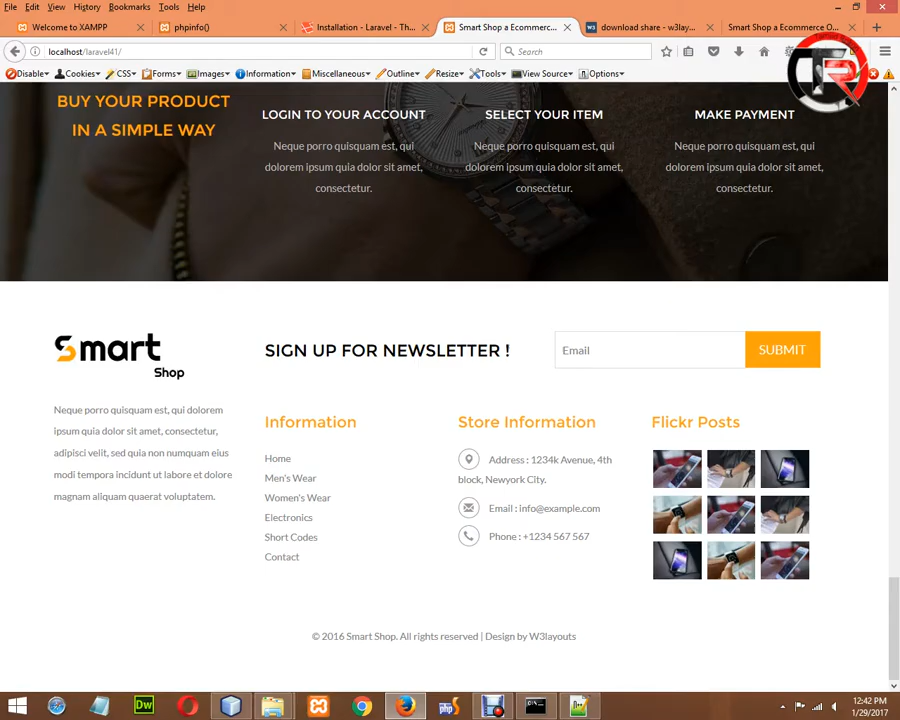 File Edit View History Bookmarks Tools Help
Welcome to XAMPP
phpinfo()
Installation - Laravel - Th...
Smart Shop a Ecommerc...
download share - w3lay...
Smart Shop a Ecommerce O...
localhost/laravel41/
Search
Disable Cookies CSS Forms Images Information Miscellaneous Outline Resize Tools View Source Options
BUY YOUR PRODUCT
IN A SIMPLE WAY
LOGIN TO YOUR ACCOUNT
Neque porro quisquam est, qui
dolorem ipsum quia dolor sit amet,
consectetur.
SELECT YOUR ITEM
Neque porro quisquam est, qui
dolorem ipsum quia dolor sit amet,
consectetur.
MAKE PAYMENT
Neque porro quisquam est, qui
dolorem ipsum quia dolor sit amet,
consectetur.
Smart
Shop
SIGN UP FOR NEWSLETTER !
Email
SUBMIT
Neque porro quisquam est, qui dolorem
ipsum quia dolor sit amet, consectetur,
adipisci velit, sed quia non numquam eius
modi tempora incidunt ut labore et dolore
magnam aliquam quaerat voluptatem.
Information
Home
Men's Wear
Women's Wear
Electronics
Short Codes
Contact
Store Information
Address : 1234k Avenue, 4th
block, Newyork City.
Email : info@example.com
Phone : +1234 567 567
Flickr Posts
© 2016 Smart Shop. All rights reserved | Design by W3layouts
Dw
php
12:42 PM
1/29/2017